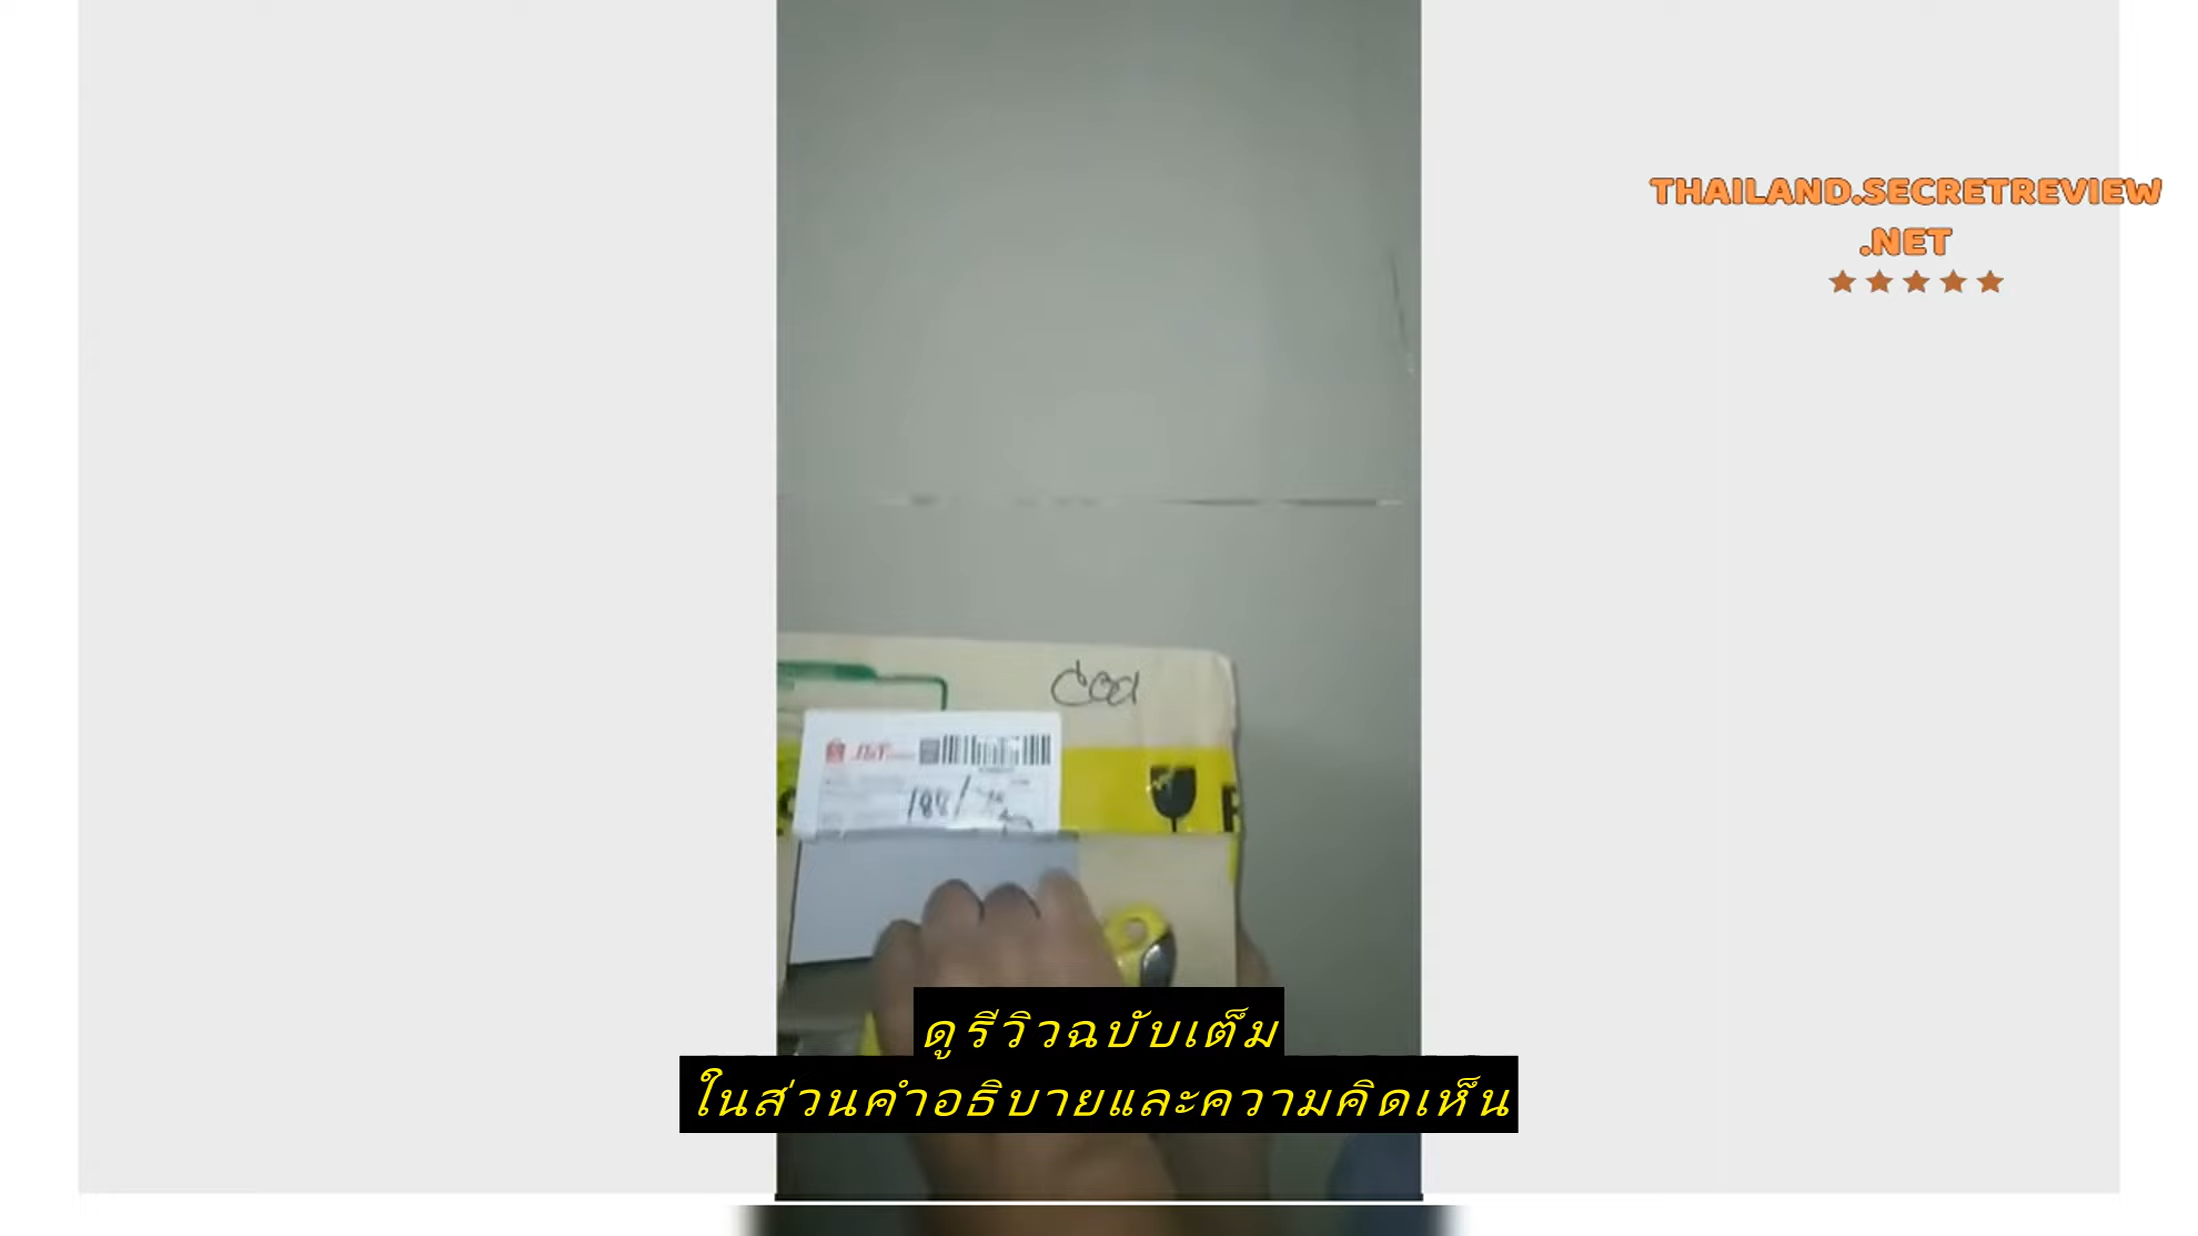 THAILAND.SECRETREVIEW
.NET
Cod
J&T
188/
ดูรีวิวฉบับเต็ม
ในส่วนคำอธิบายและความคิดเห็น